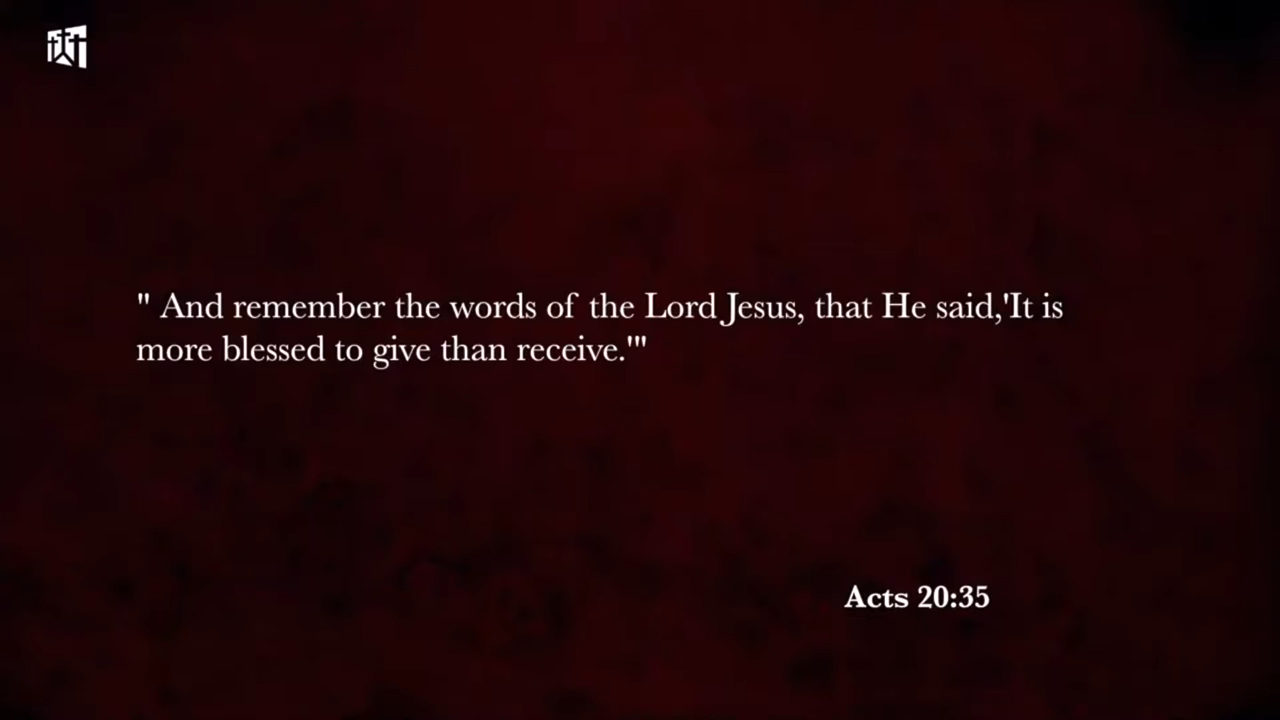 " And remember the words of the Lord Jesus, that He said,'It is
more blessed to give than receive.'"
Acts 20:35